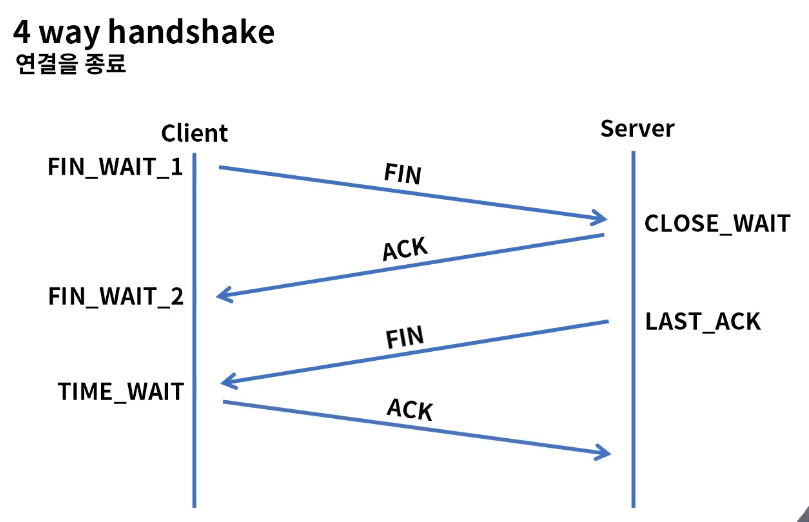 4 way handshake
연결을 종료
Client
Server
FIN_WAIT_1
FIN
CLOSE_WAIT
ACK
FIN_WAIT_2
LAST_ACK
FIN
TIME_WAIT
ACK